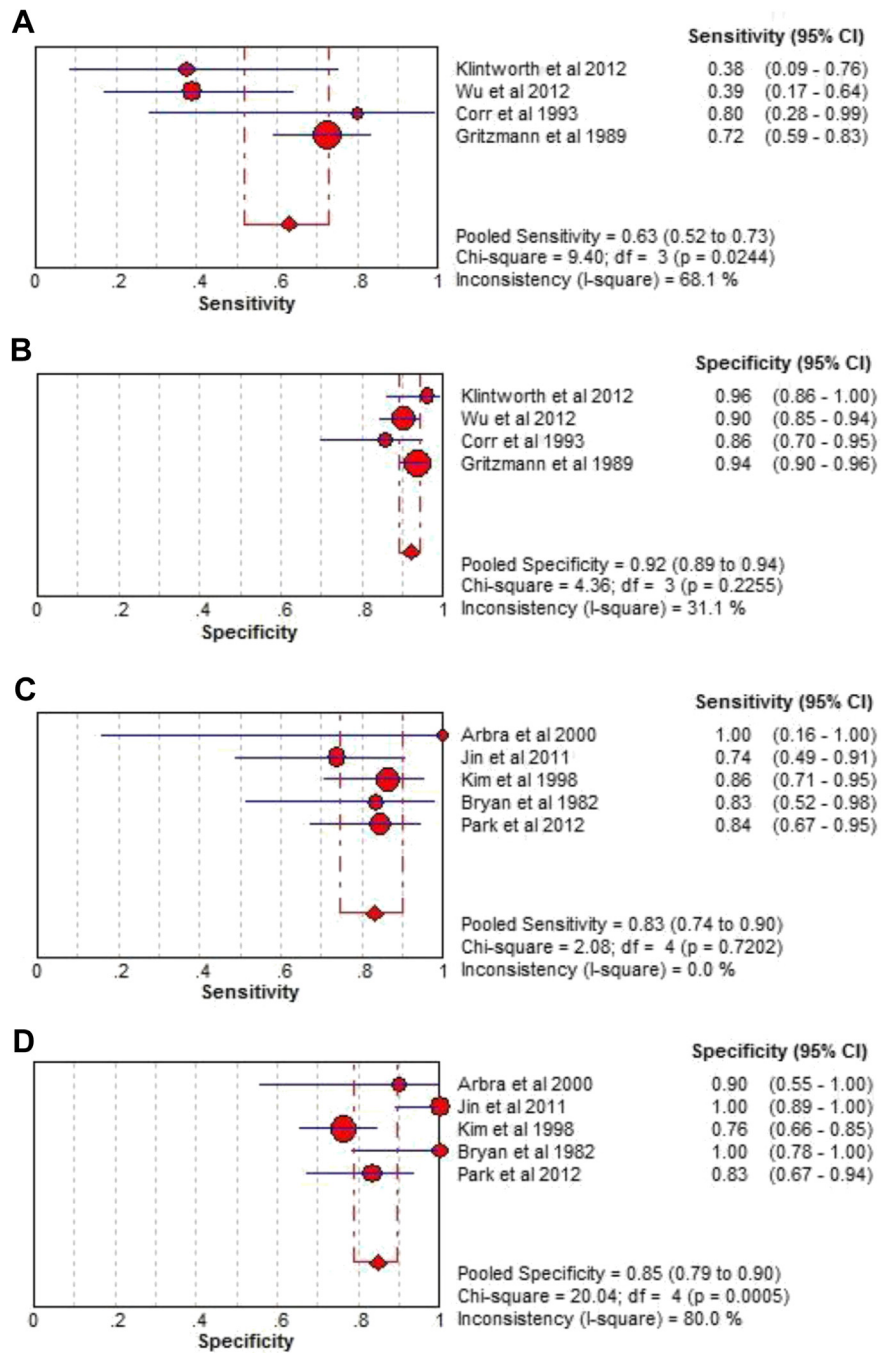 A
Sensitivity (95% CI)
Klintworth et al 2012 0.38 (0.09 - 0.76)
Wu et al 2012 0.39 (0.17 - 0.64)
Corr et al 1993 0.80 (0.28 - 0.99)
Gritzmann et al 1989 0.72 (0.59 - 0.83)
Pooled Sensitivity = 0.63 (0.52 to 0.73)
Chi-square = 9.40; df = 3 (p = 0.0244)
Inconsistency (I-square) = 68.1 %
0 .2 .4 .6 .8 1
Sensitivity
B
Specificity (95% CI)
Klintworth et al 2012 0.96 (0.86 - 1.00)
Wu et al 2012 0.90 (0.85 - 0.94)
Corr et al 1993 0.86 (0.70 - 0.95)
Gritzmann et al 1989 0.94 (0.90 - 0.96)
Pooled Specificity = 0.92 (0.89 to 0.94)
Chi-square = 4.36; df = 3 (p = 0.2255)
Inconsistency (I-square) = 31.1 %
0 .2 .4 .6 .8 1
Specificity
C
Sensitivity (95% CI)
Arbra et al 2000 1.00 (0.16 - 1.00)
Jin et al 2011 0.74 (0.49 - 0.91)
Kim et al 1998 0.86 (0.71 - 0.95)
Bryan et al 1982 0.83 (0.52 - 0.98)
Park et al 2012 0.84 (0.67 - 0.95)
Pooled Sensitivity = 0.83 (0.74 to 0.90)
Chi-square = 2.08; df = 4 (p = 0.7202)
Inconsistency (I-square) = 0.0 %
0 .2 .4 .6 .8 1
Sensitivity
D
Specificity (95% CI)
Arbra et al 2000 0.90 (0.55 - 1.00)
Jin et al 2011 1.00 (0.89 - 1.00)
Kim et al 1998 0.76 (0.66 - 0.85)
Bryan et al 1982 1.00 (0.78 - 1.00)
Park et al 2012 0.83 (0.67 - 0.94)
Pooled Specificity = 0.85 (0.79 to 0.90)
Chi-square = 20.04; df = 4 (p = 0.0005)
Inconsistency (I-square) = 80.0 %
0 .2 .4 .6 .8 1
Specificity